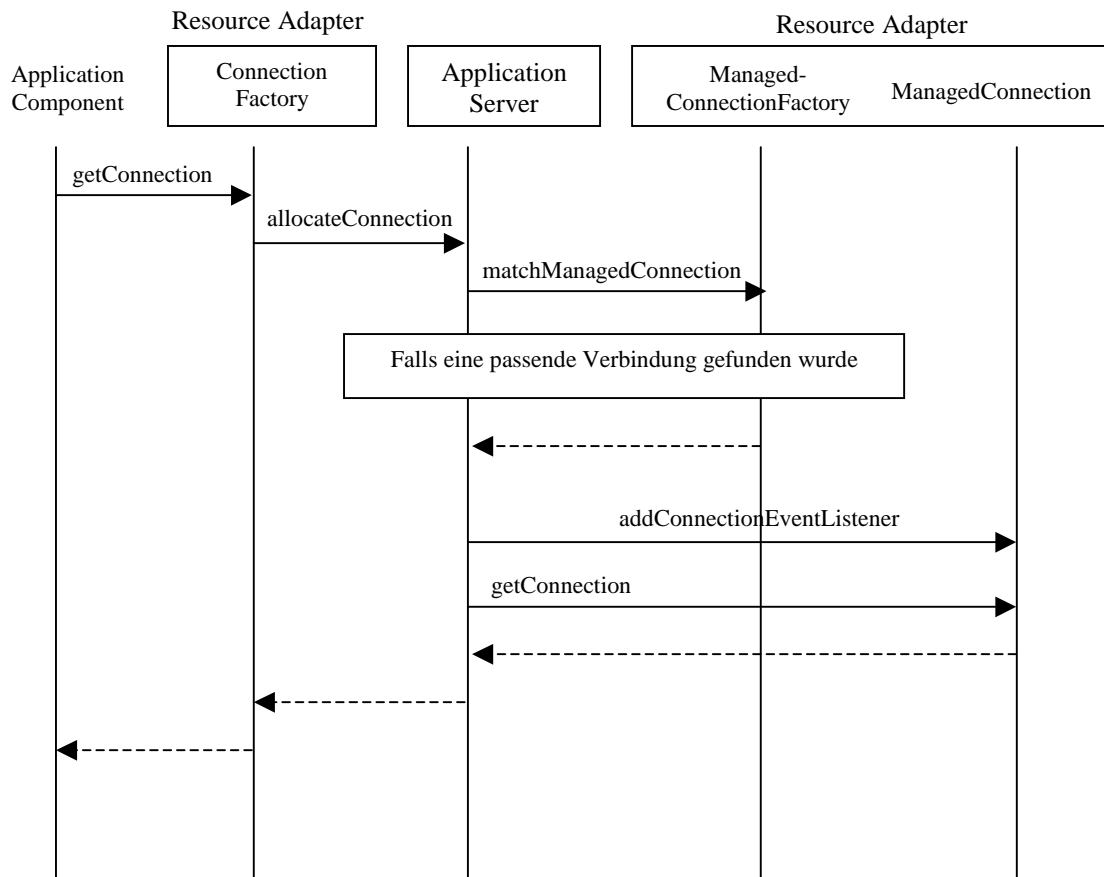 Resource Adapter
Resource Adapter
Application
Component
Connection
Factory
Application
Server
Managed-
ConnectionFactory
ManagedConnection
getConnection
allocateConnection
matchManagedConnection
Falls eine passende Verbindung gefunden wurde
addConnectionEventListener
getConnection